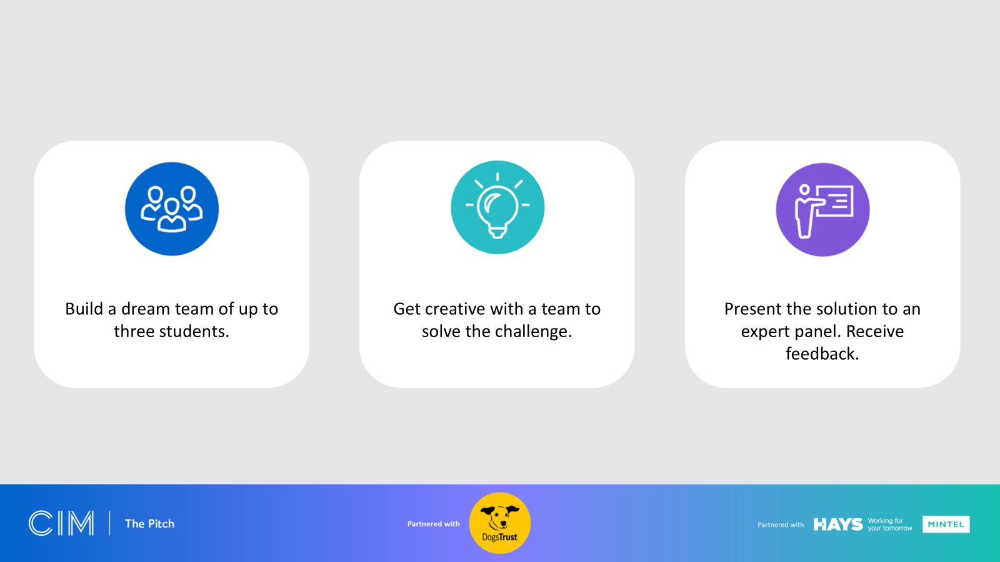 Build a dream team of up to
three students.
Get creative with a team to
solve the challenge.
Present the solution to an
expert panel. Receive
feedback.
CIM | The Pitch
Partnered with
DogsTrust
Partnered with
HAYS
Working for
your tomorrow
MINTEL